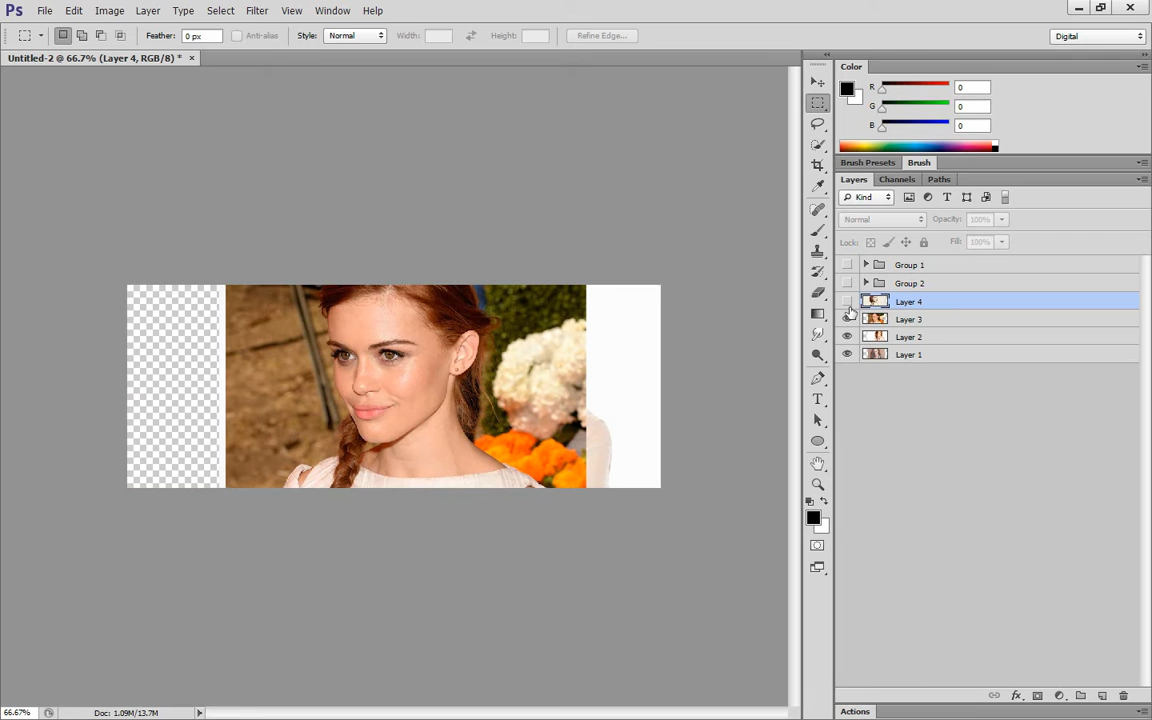 Ps File Edit Image Layer Type Select Filter View Window Help
Feather: 0 px Anti-alias Style: Normal Width: Height: Refine Edge... Digital
Untitled-2 @ 66.7% (Layer 4, RGB/8) * ×
Color
R 0
G 0
B 0
Brush Presets Brush
Layers Channels Paths
Kind T
Normal Opacity: 100%
Lock: Fill: 100%
Group 1
Group 2
Layer 4
Layer 3
Layer 2
Layer 1
T
fx
66.67% Doc: 1.09M/13.7M
Actions